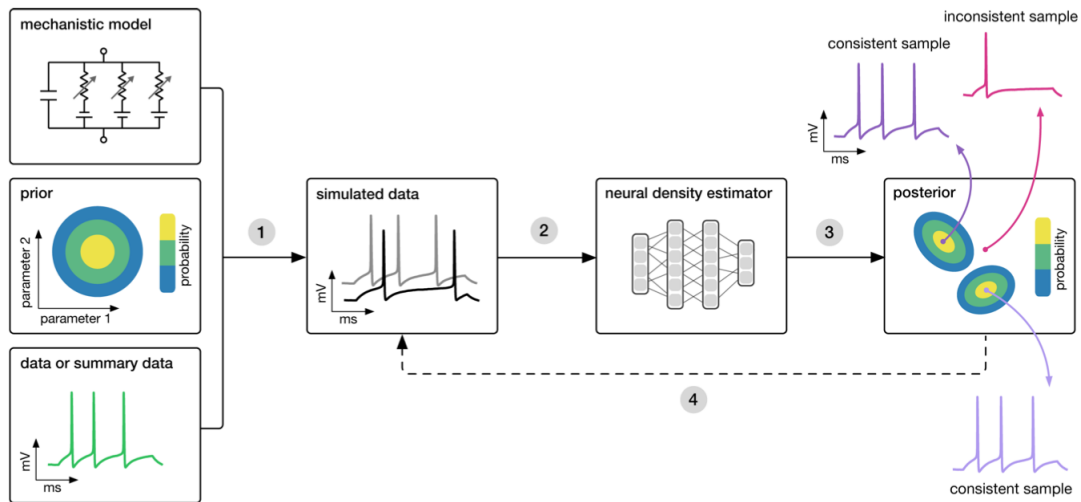 mechanistic model
prior
parameter 2
parameter 1
probability
data or summary data
mV
ms
1
simulated data
mV
ms
2
neural density estimator
3
posterior
probability
4
consistent sample
mV
ms
inconsistent sample
consistent sample